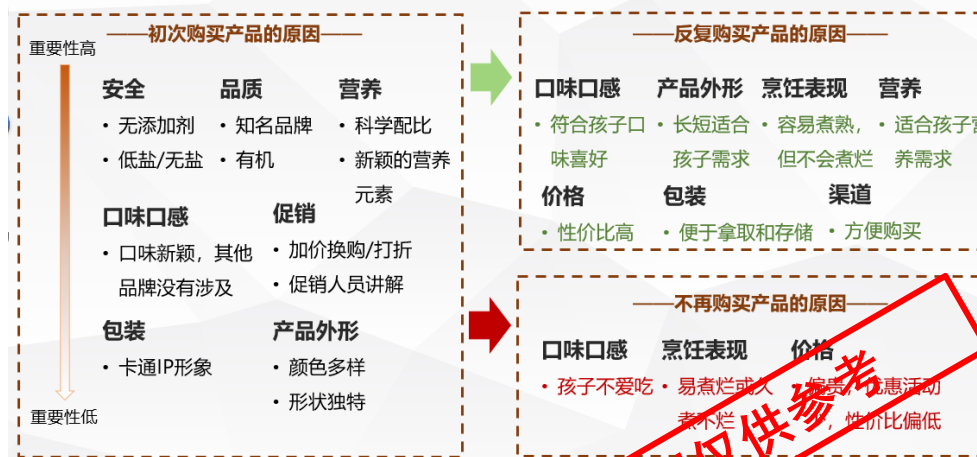 ——初次购买产品的原因——
重要性高
安全 品质 营养
• 无添加剂 • 知名品牌 • 科学配比
• 低盐/无盐 • 有机 • 新颖的营养
元素
口味口感 促销
• 口味新颖，其他 • 加价换购/打折
品牌没有涉及 • 促销人员讲解
包装 产品外形
• 卡通IP形象 • 颜色多样
• 形状独特
重要性低
——反复购买产品的原因——
口味口感 产品外形 烹饪表现 营养
• 符合孩子口 • 长短适合 • 容易煮熟， • 适合孩子营
味喜好 孩子需求 但不会煮烂 养需求
价格 包装 渠道
• 性价比高 • 便于拿取和存储 • 方便购买
——不再购买产品的原因——
口味口感 烹饪表现 价格
• 孩子不爱吃 • 易煮烂或久 • 偏贵，优惠活动
煮不烂 ，性价比偏低
仅供参考